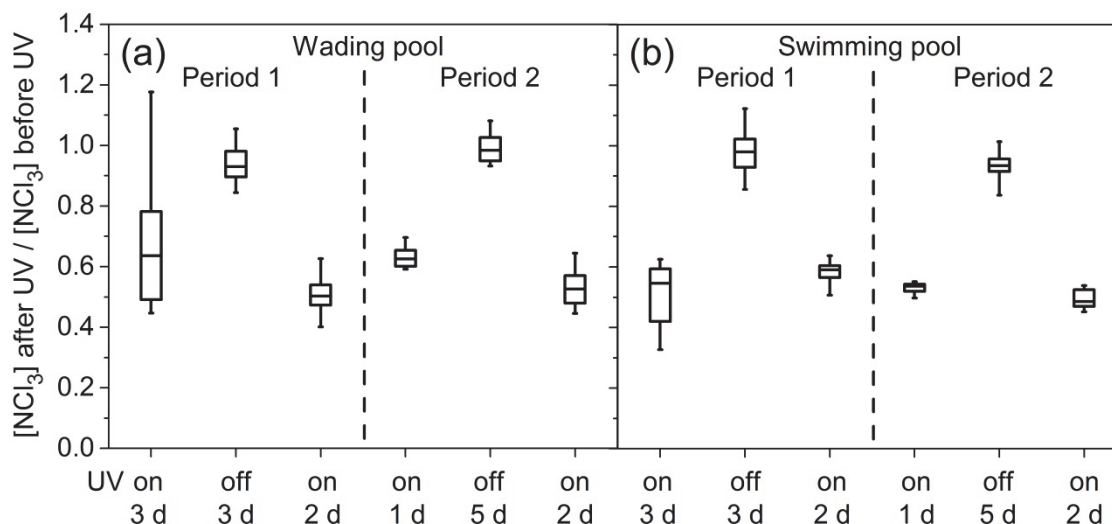 [NCl₃] after UV / [NCl₃] before UV
1.4
1.2
1.0
0.8
0.6
0.4
0.2
0.0
(a)
Wading pool
Period 1
Period 2
(b)
Swimming pool
Period 1
Period 2
UV on off on on off on on off on on off on
3 d 3 d 2 d 1 d 5 d 2 d 3 d 3 d 2 d 1 d 5 d 2 d